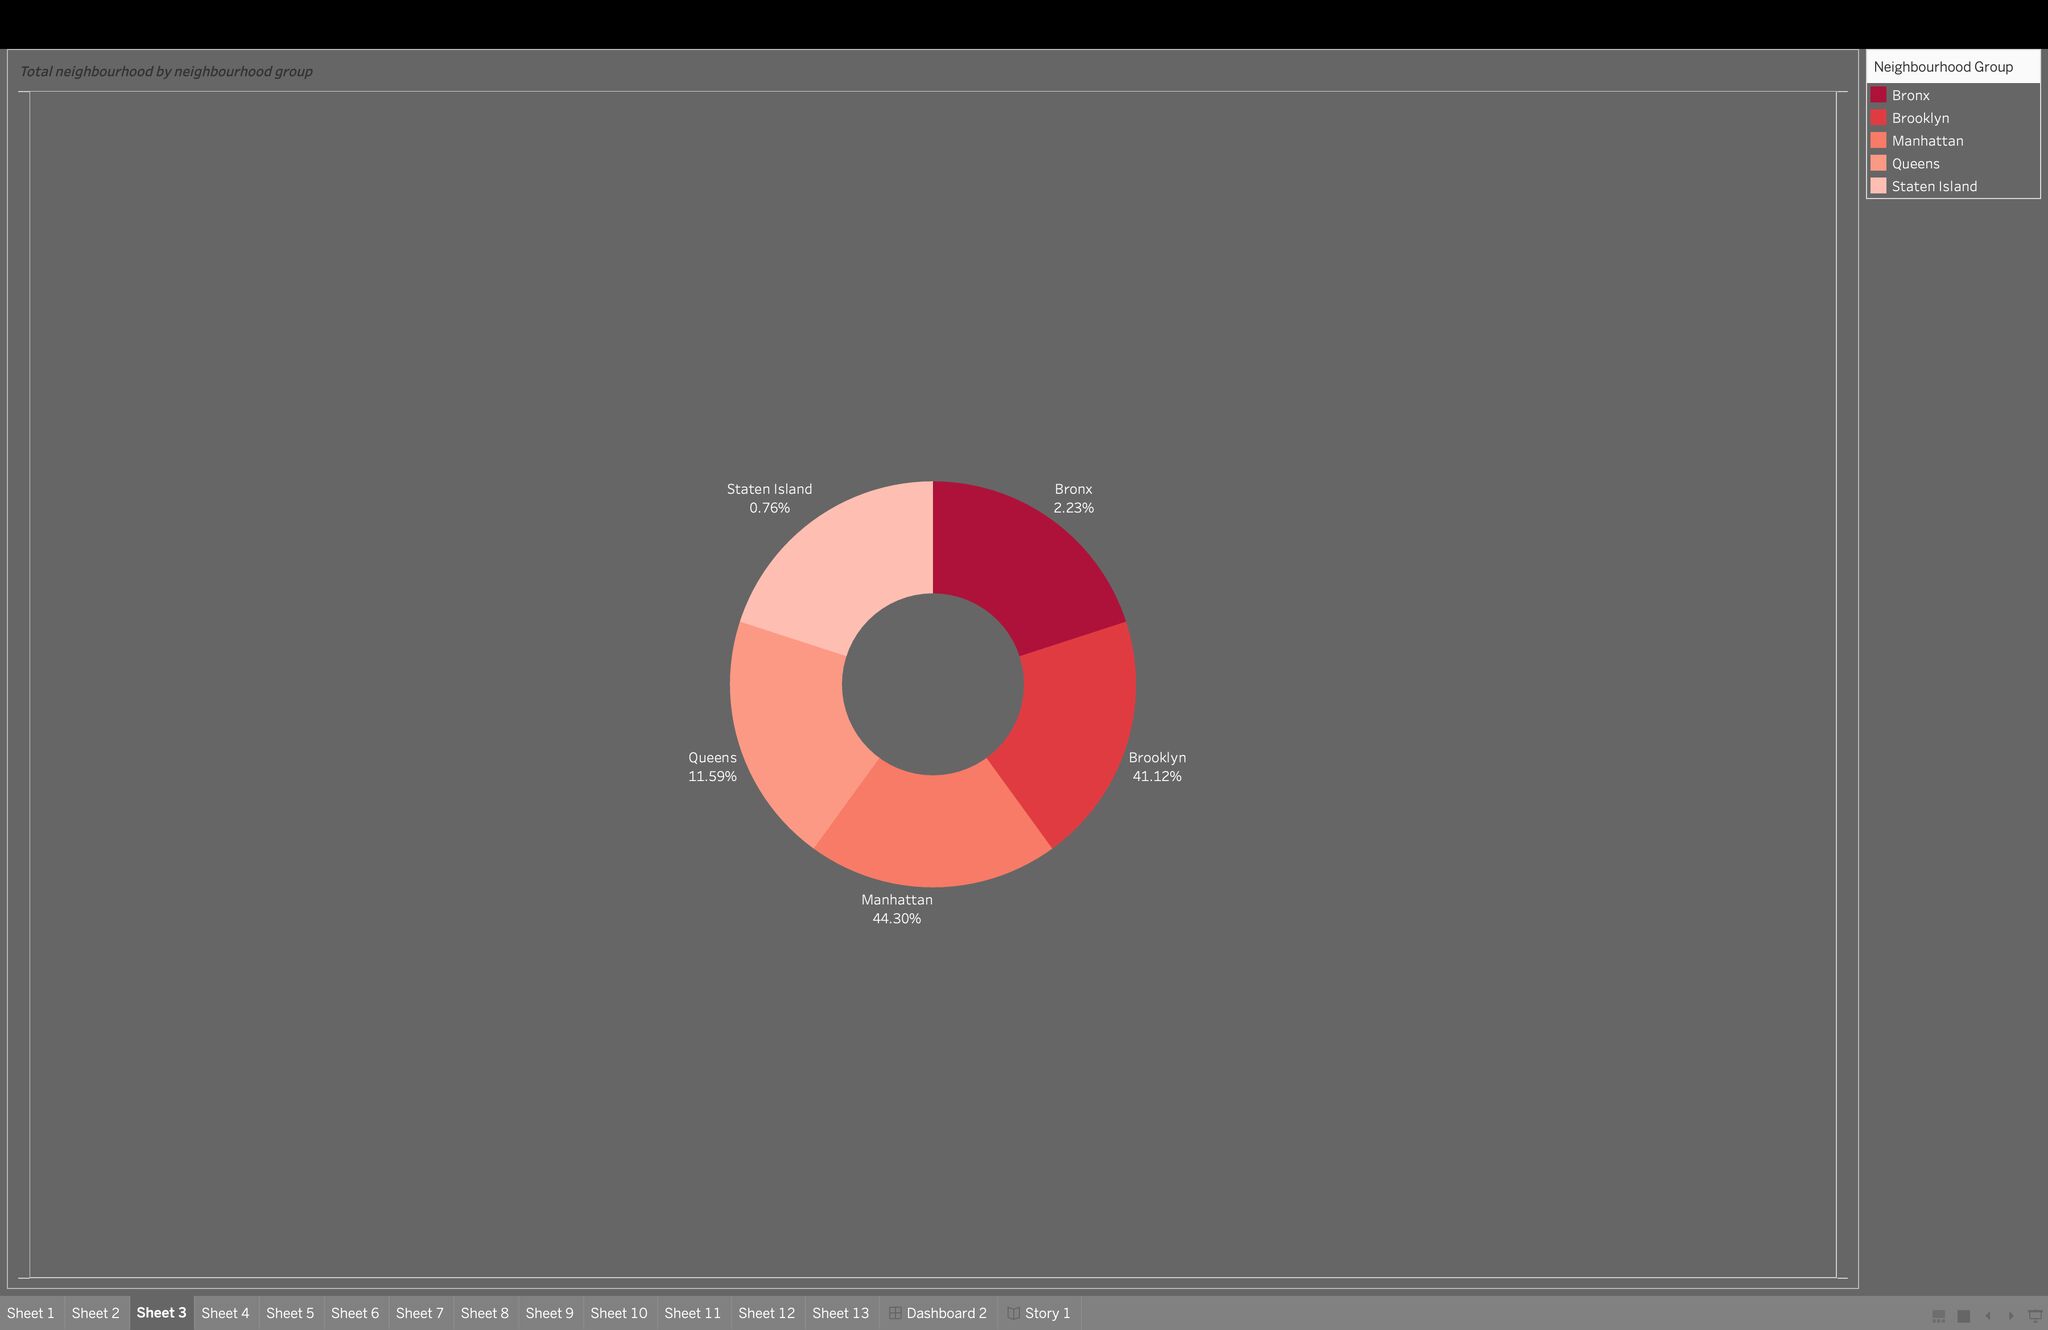 Total neighbourhood by neighbourhood group
Neighbourhood Group
Bronx
Brooklyn
Manhattan
Queens
Staten Island
Staten Island
0.76%
Bronx
2.23%
Queens
11.59%
Brooklyn
41.12%
Manhattan
44.30%
Sheet 1 Sheet 2 Sheet 3 Sheet 4 Sheet 5 Sheet 6 Sheet 7 Sheet 8 Sheet 9 Sheet 10 Sheet 11 Sheet 12 Sheet 13 Dashboard 2 Story 1